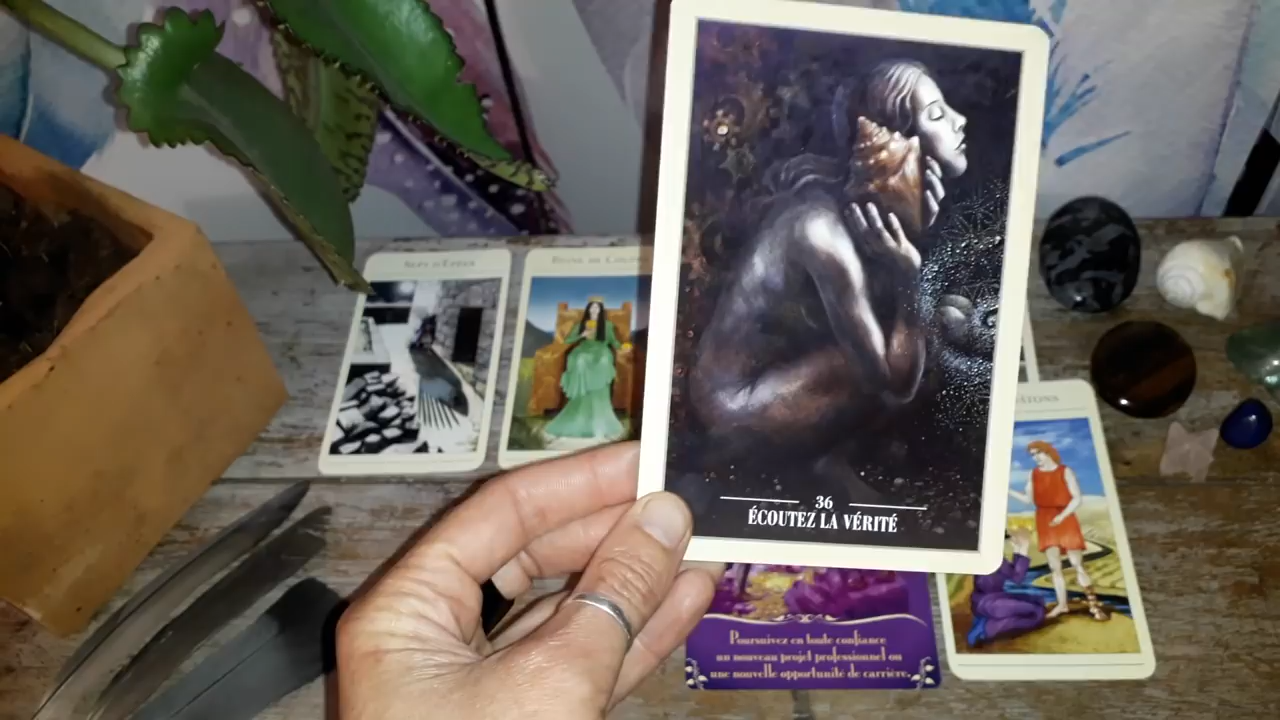 36
ÉCOUTEZ LA VÉRITÉ
Poursuivez en toute confiance
un nouveau projet professionnel ou
une nouvelle opportunité de carrière.